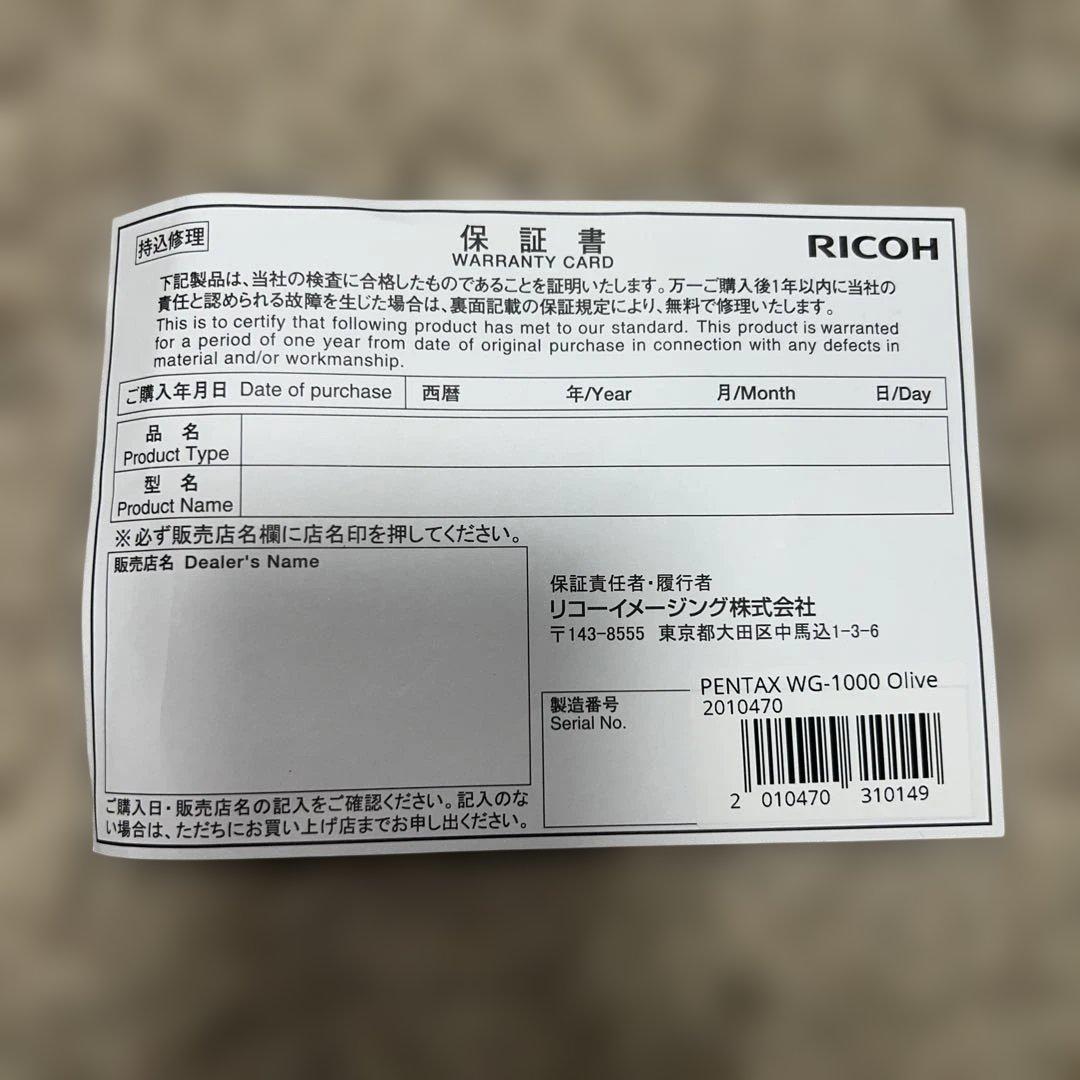 持込修理
保証書
WARRANTY CARD
RICOH
下記製品は、当社の検査に合格したものであることを証明いたします。万一ご購入後1年以内に当社の
責任と認められる故障を生じた場合は、裏面記載の保証規定により、無料で修理いたします。
This is to certify that following product has met to our standard. This product is warranted
for a period of one year from date of original purchase in connection with any defects in
material and/or workmanship.
ご購入年月日 Date of purchase 西暦 年/Year 月/Month 日/Day
品名
Product Type
型名
Product Name
※必ず販売店名欄に店名印を押してください。
販売店名 Dealer's Name
保証責任者・履行者
リコーイメージング株式会社
〒143-8555 東京都大田区中馬込1-3-6
製造番号
Serial No.
PENTAX WG-1000 Olive
2010470
2 010470 310149
ご購入日・販売店名の記入をご確認ください。記入のな
い場合は、ただちにお買い上げ店までお申し出ください。